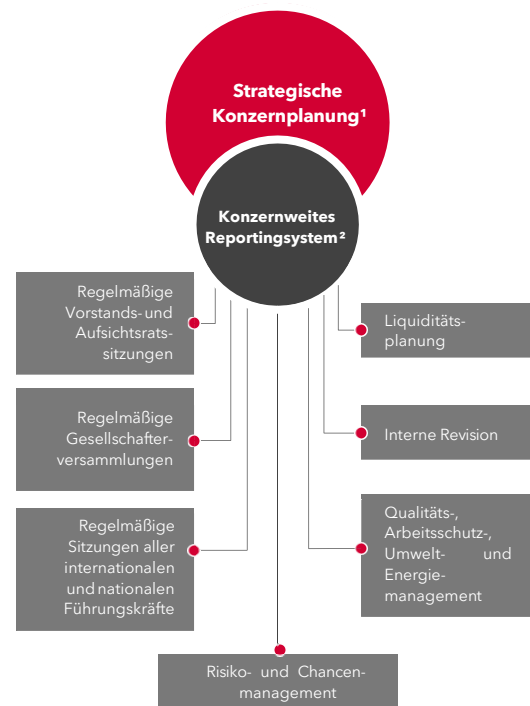 Strategische
Konzernplanung¹
Konzernweites
Reportingsystem²
Regelmäßige
Vorstands- und
Aufsichtsrats-
sitzungen
Regelmäßige
Gesellschafter-
versammlungen
Regelmäßige
Sitzungen aller
internationalen
und nationalen
Führungskräfte
Liquiditäts-
planung
Interne Revision
Qualitäts-,
Arbeitsschutz-,
Umwelt- und
Energie-
management
Risiko- und Chancen-
management